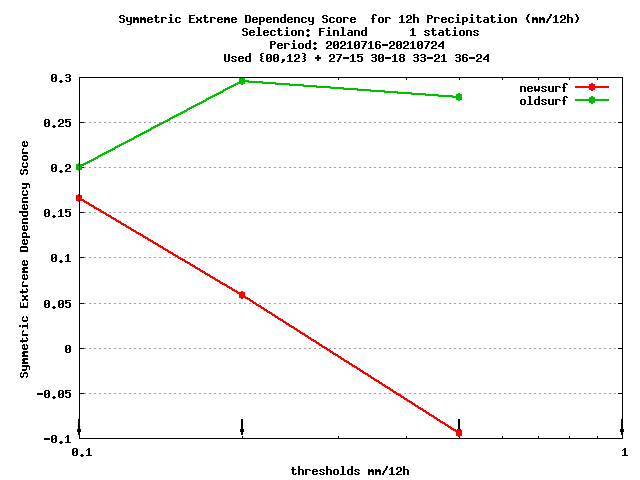 Symmetric Extreme Dependency Score  for 12h Precipitation (mm/12h)
Selection: Finland      1 stations
Period: 20210716-20210724
Used {00,12} + 27-15 30-18 33-21 36-24
newsurf
oldsurf
0.3
0.25
0.2
0.15
0.1
0.05
0
-0.05
-0.1
Symmetric Extreme Dependency Score
0.1
1
thresholds mm/12h